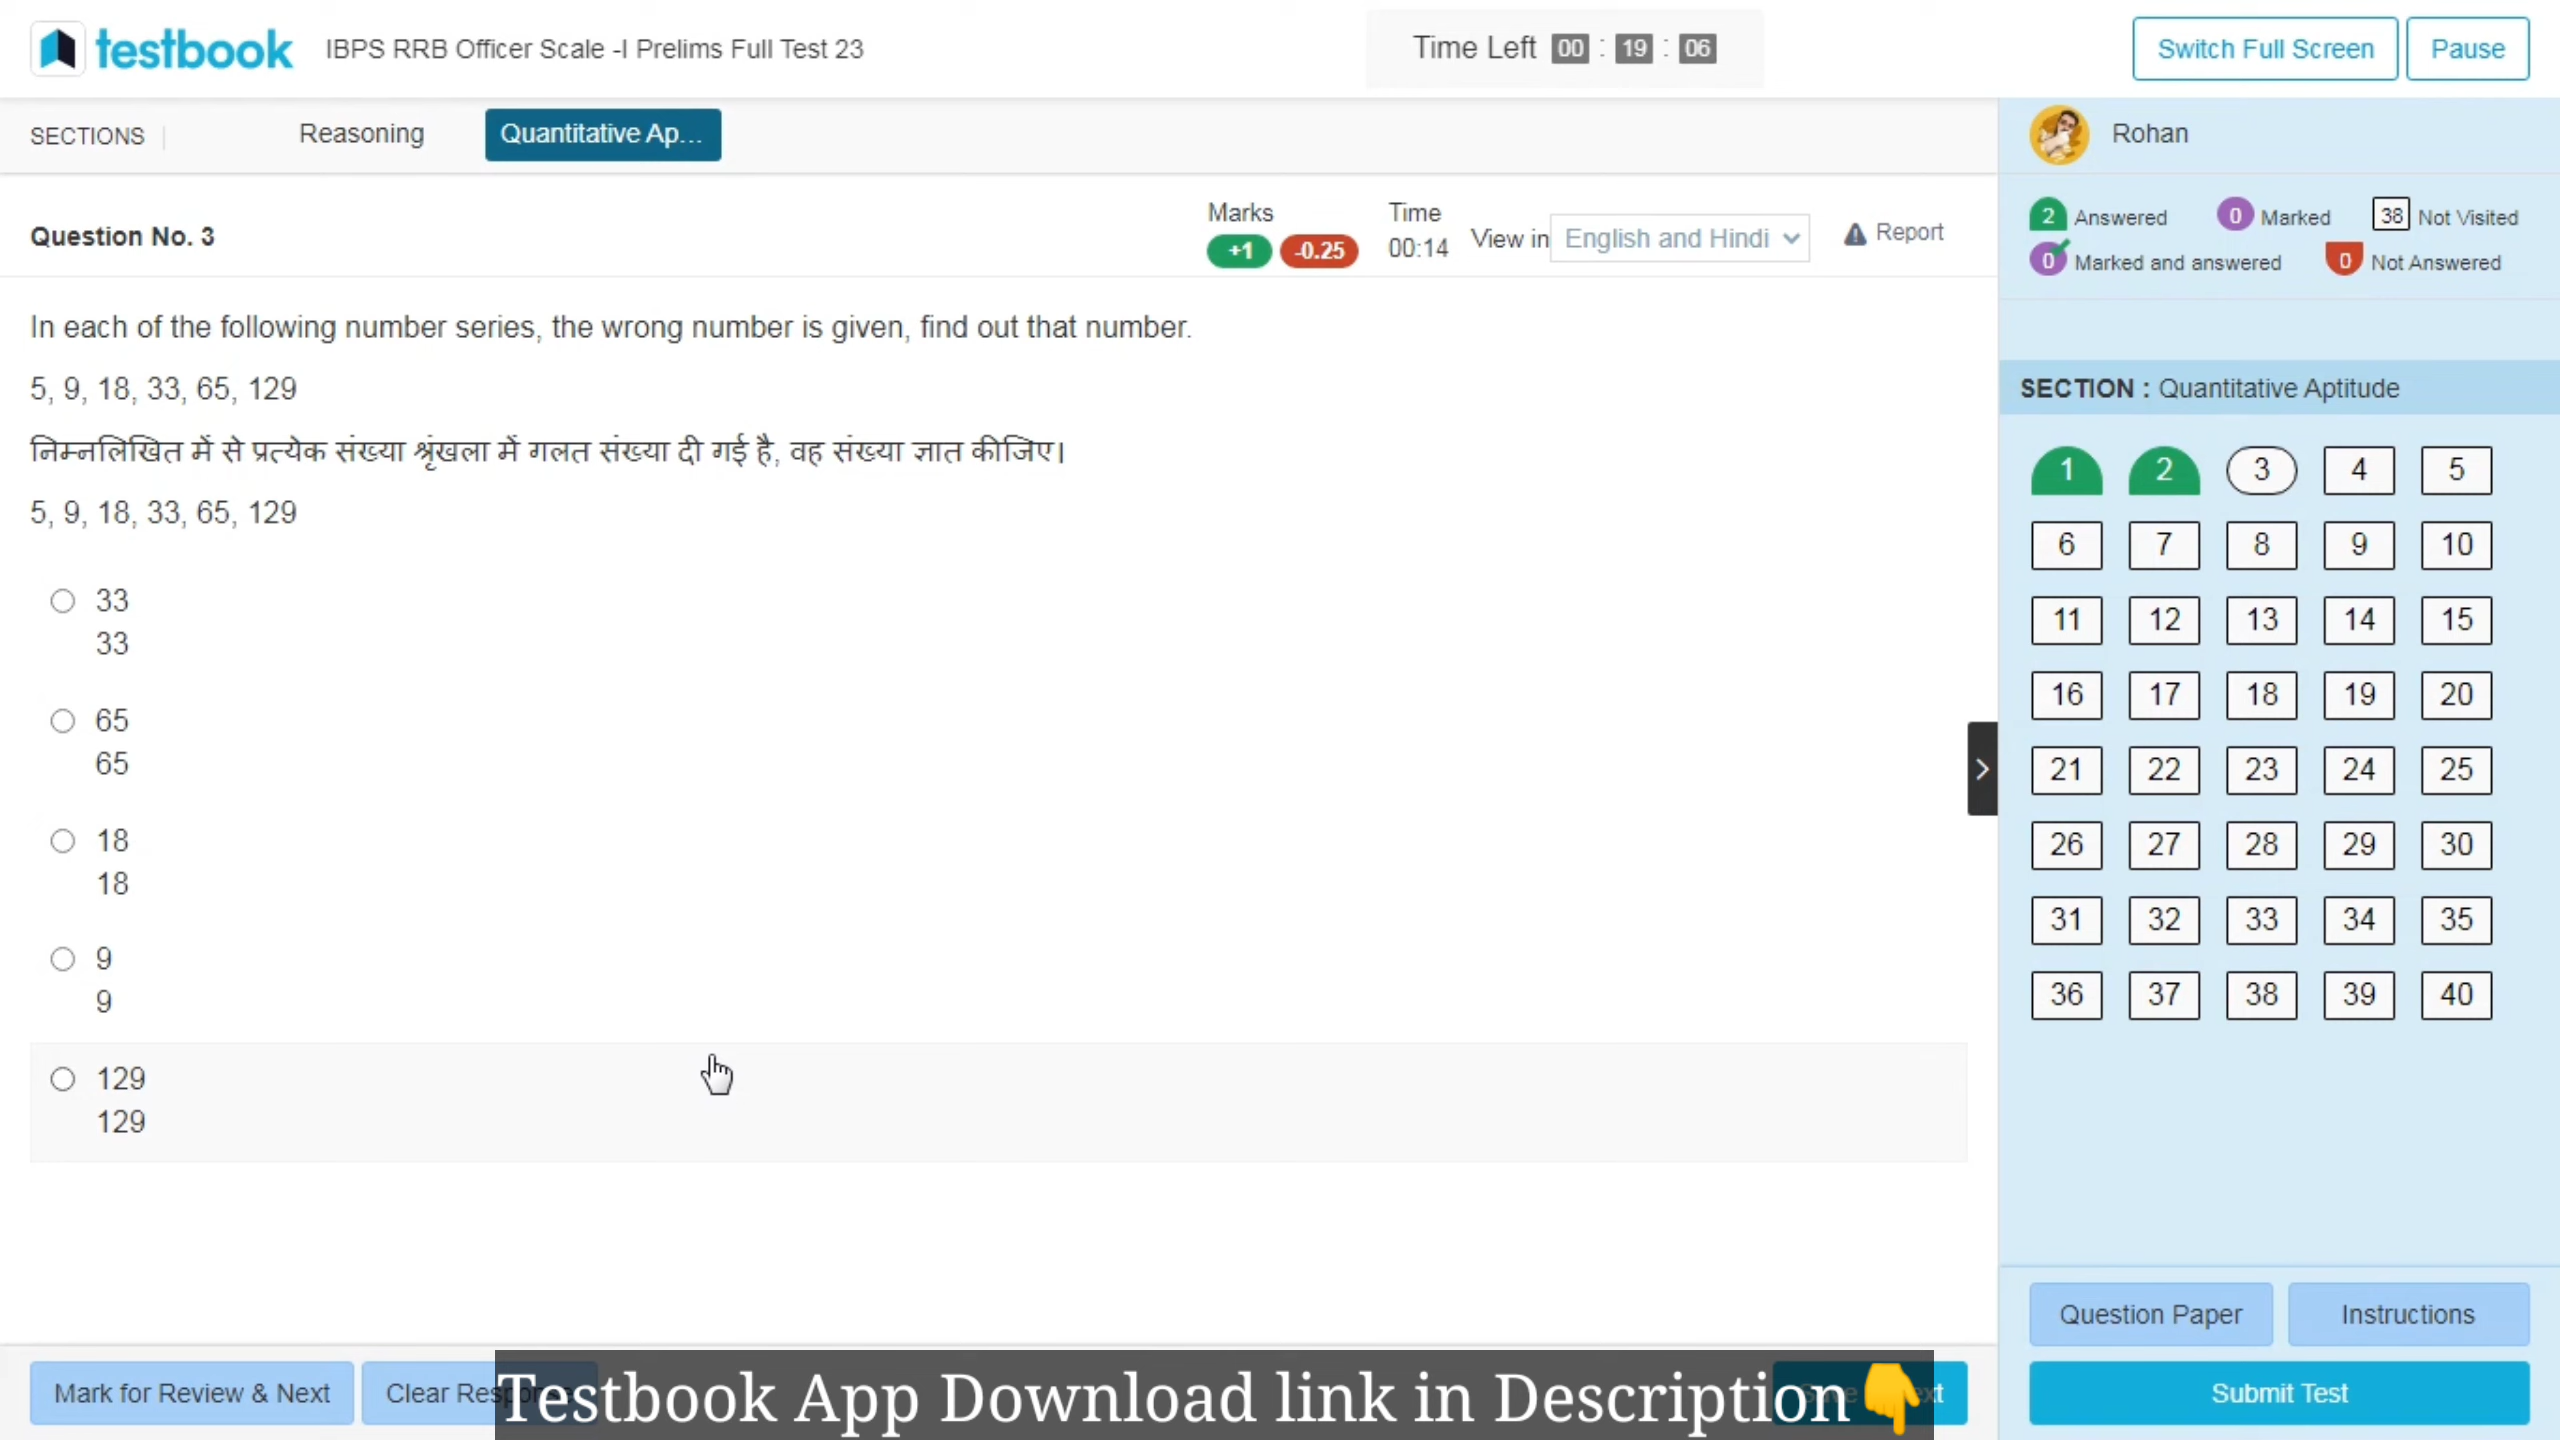 testbook IBPS RRB Officer Scale -I Prelims Full Test 23 Time Left 00 : 19 : 06 Switch Full Screen Pause
SECTIONS Reasoning Quantitative Ap... Rohan
Question No. 3 Marks +1 -0.25 Time 00:14 View in English and Hindi Report
2 Answered 0 Marked 38 Not Visited
0 Marked and answered 0 Not Answered
In each of the following number series, the wrong number is given, find out that number.
5, 9, 18, 33, 65, 129
निम्नलिखित में से प्रत्येक संख्या श्रृंखला में गलत संख्या दी गई है, वह संख्या ज्ञात कीजिए।
5, 9, 18, 33, 65, 129
33
33
65
65
18
18
9
9
129
129
SECTION : Quantitative Aptitude
1 2 3 4 5
6 7 8 9 10
11 12 13 14 15
16 17 18 19 20
21 22 23 24 25
26 27 28 29 30
31 32 33 34 35
36 37 38 39 40
Question Paper Instructions
Mark for Review & Next Clear Submit Test
Testbook App Download link in Description👇